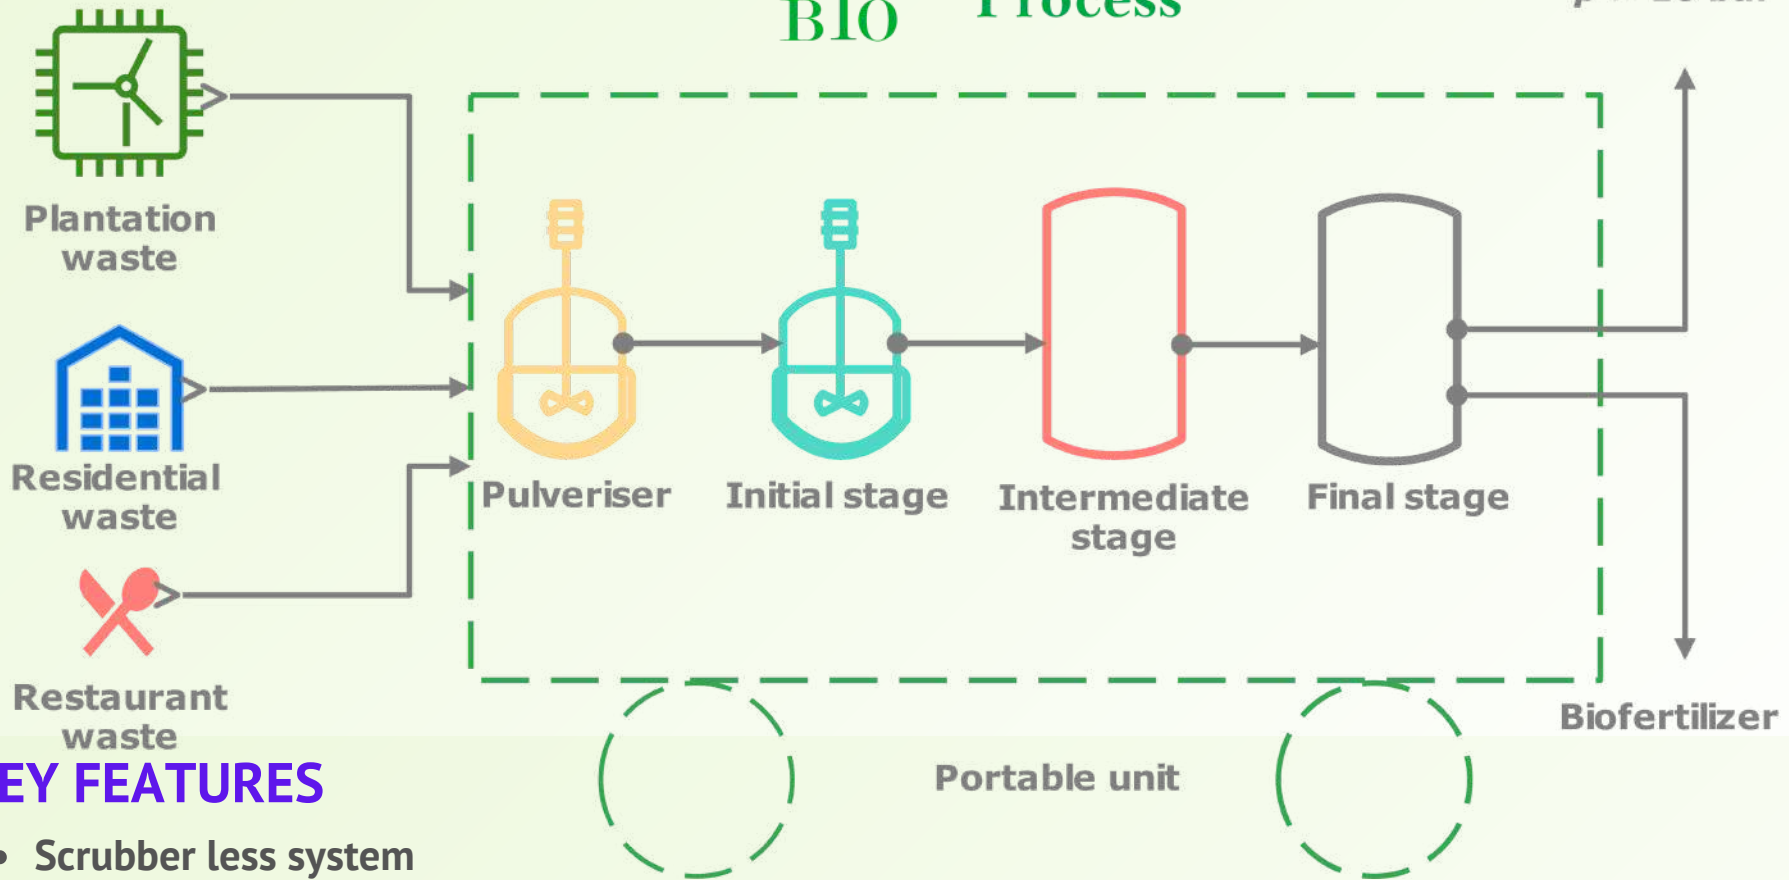 BIO Process
Plantation
waste
Residential
waste
Restaurant
waste
Pulveriser
Initial stage
Intermediate
stage
Final stage
Biofertilizer
Portable unit
EY FEATURES
• Scrubber less system